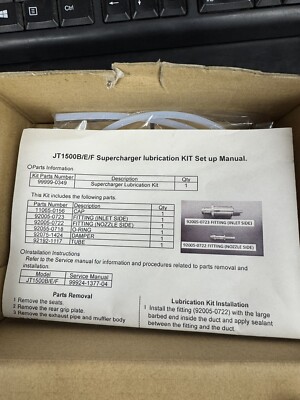 JT1500B/E/F Supercharger lubrication KIT Set up Manual.
○Parts Information
Kit Parts Number Description Qty
99999-0349 Supercharger Lubrication Kit 1
This Kit includes the following parts.
Parts Number Description Qty
11065-0156 CAP 1
92005-0723 FITTING (INLET SIDE) 1
92005-0722 FITTING (NOZZLE SIDE) 1
92055-0718 O-RING 1
92075-1424 DAMPER 1
92192-1117 TUBE 1
92005-0723 FITTING (INLET SIDE)
92005-0722 FITTING (NOZZLE SIDE)
○Installation Instructions
Refer to the Service manual for information and procedures related to parts removal and
installation.
Model Service Manual
JT1500B/E/F 99924-1377-04
Parts Removal
1 Remove the seats.
2 Remove the rear grip plate.
3 Remove the exhaust pipe and muffler body
Lubrication Kit Installation
1 Install the fitting (92005-0722) with the large
barbed end inside the duct and apply sealant
between the fitting and the duct.